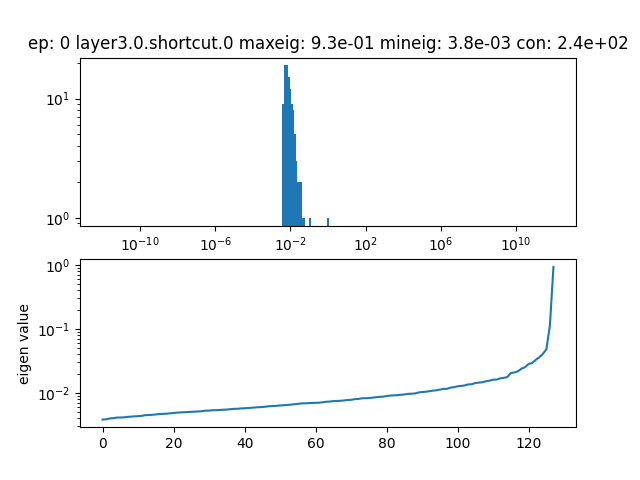 ep: 0 layer3.0.shortcut.0 maxeig: 9.3e-01 mineig: 3.8e-03 con: 2.4e+02
10¹
10⁰
10⁻¹⁰ 10⁻⁶ 10⁻² 10² 10⁶ 10¹⁰
10⁰
10⁻¹
10⁻²
eigen value
0 20 40 60 80 100 120